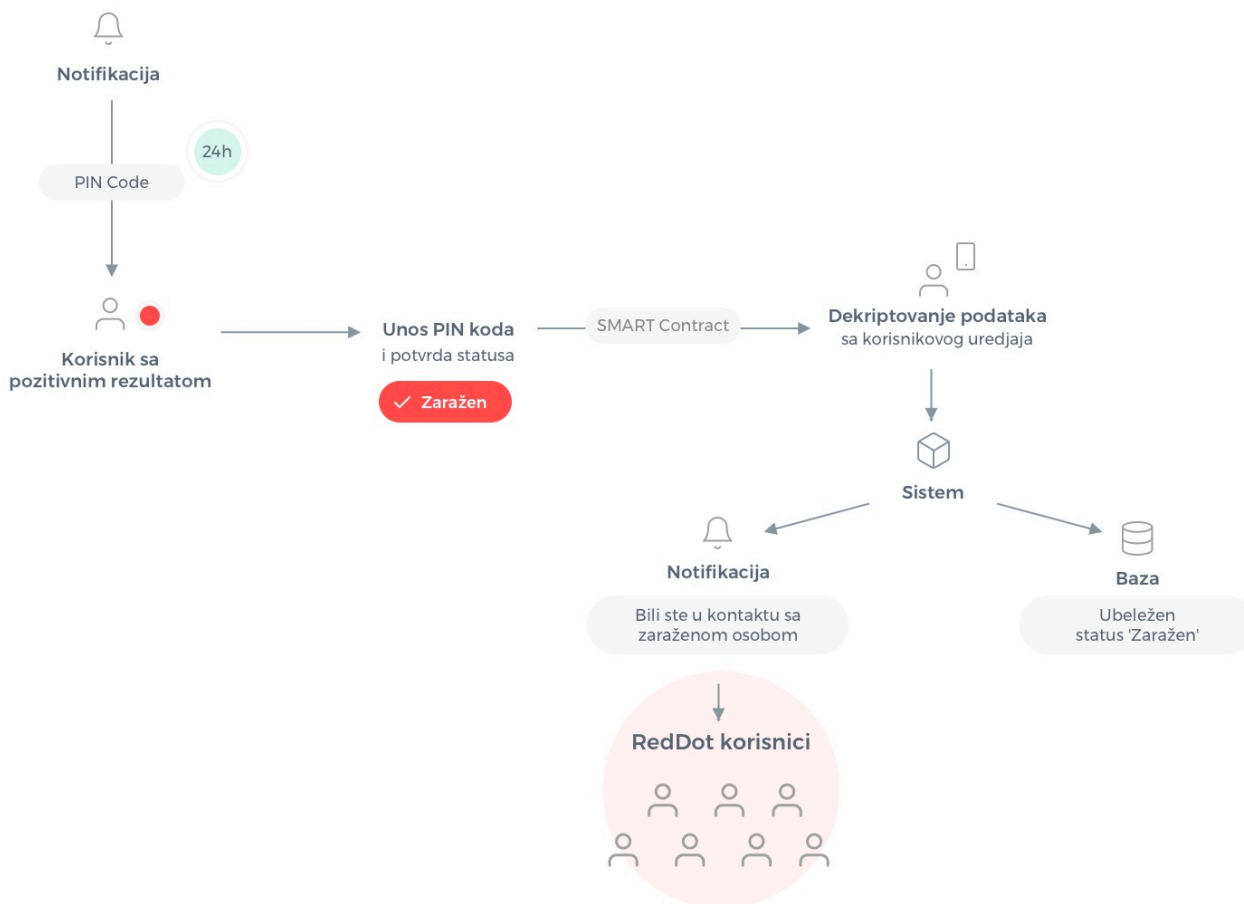 Notifikacija
24h
PIN Code
Korisnik sa
pozitivnim rezultatom
Unos PIN koda
i potvrda statusa
Zaražen
SMART Contract
Dekriptovanje podataka
sa korisnikovog uredjaja
Sistem
Notifikacija
Bili ste u kontaktu sa
zaraženom osobom
Baza
Ubeležen
status 'Zaražen'
RedDot korisnici